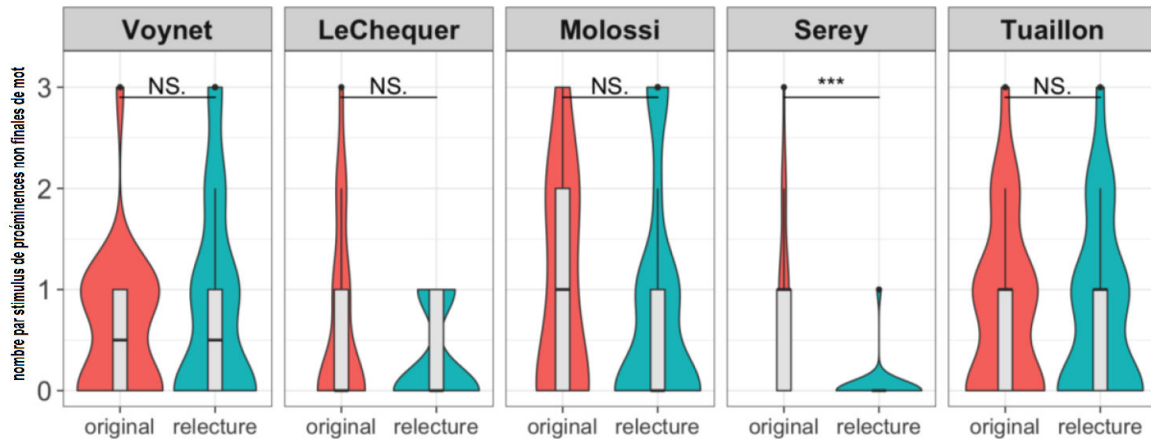 Voynet LeChequer Molossi Serey Tuaillon
nombre par stimulus de proéminences non finales de mot
3
2
1
0
NS. NS. NS. *** NS.
original relecture original relecture original relecture original relecture original relecture